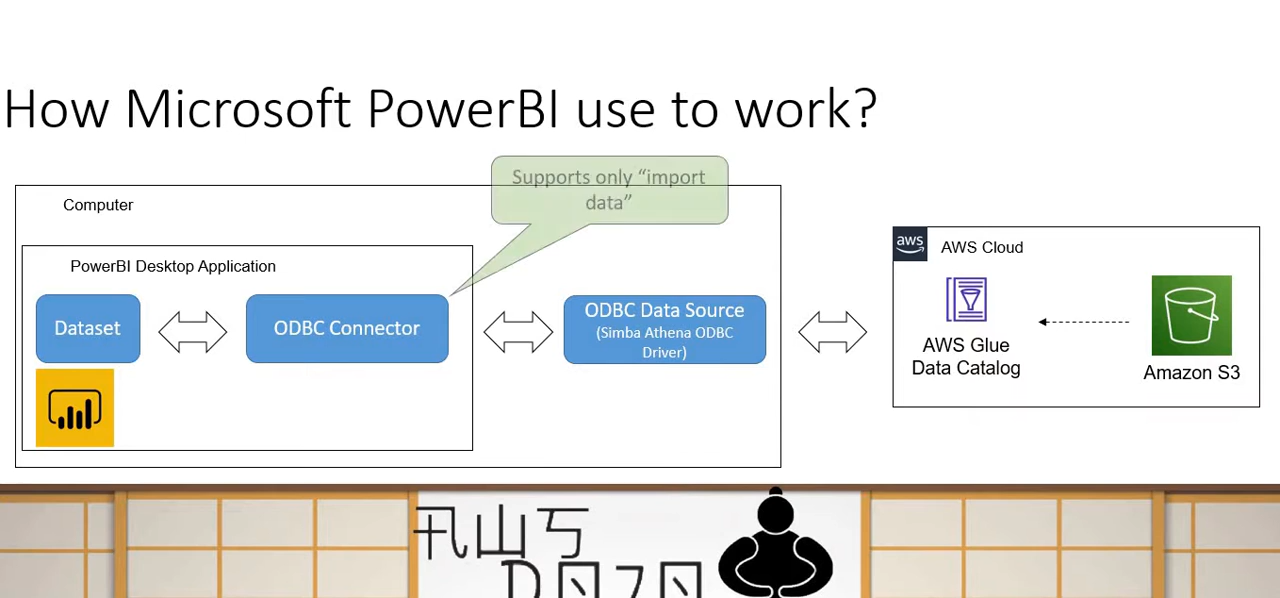 How Microsoft PowerBI use to work?
Supports only “import
data”
Computer
PowerBI Desktop Application
Dataset
ODBC Connector
ODBC Data Source
(Simba Athena ODBC
Driver)
aws
AWS Cloud
AWS Glue
Data Catalog
Amazon S3